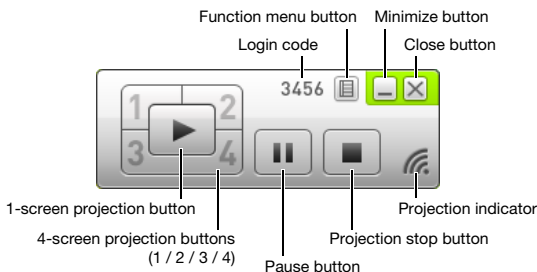 Function menu button
Minimize button
Login code
Close button
3456
1
2
3
4
1-screen projection button
Projection indicator
4-screen projection buttons
(1 / 2 / 3 / 4)
Projection stop button
Pause button